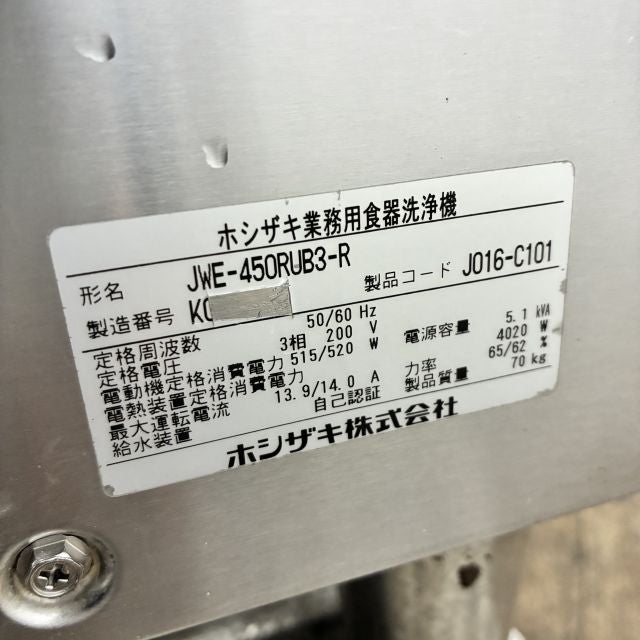 ホシザキ業務用食器洗浄機
形名 JWE-450RUB3-R
製造番号 K 製品コード J016-C101
定格周波数 50/60 Hz
定格電圧 3相 200 V 電源容量 5.1 kVA
電動機定格消費電力 515/520 W
電熱装置定格消費電力 4020 W
最大運転電流 13.9/14.0 A 力率 65/62 %
給水装置 自己認証 製品質量 70 kg
ホシザキ株式会社